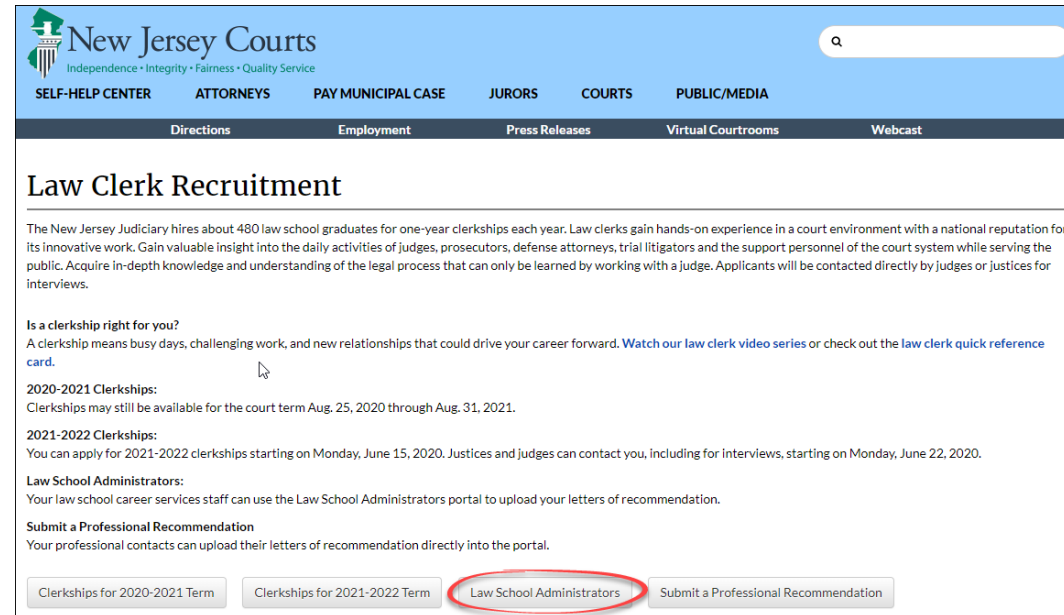 New Jersey Courts
Independence • Integrity • Fairness • Quality Service
SELF-HELP CENTER ATTORNEYS PAY MUNICIPAL CASE JURORS COURTS PUBLIC/MEDIA
Directions Employment Press Releases Virtual Courtrooms Webcast
Law Clerk Recruitment
The New Jersey Judiciary hires about 480 law school graduates for one-year clerkships each year. Law clerks gain hands-on experience in a court environment with a national reputation for
its innovative work. Gain valuable insight into the daily activities of judges, prosecutors, defense attorneys, trial litigators and the support personnel of the court system while serving the
public. Acquire in-depth knowledge and understanding of the legal process that can only be learned by working with a judge. Applicants will be contacted directly by judges or justices for
interviews.
Is a clerkship right for you?
A clerkship means busy days, challenging work, and new relationships that could drive your career forward. Watch our law clerk video series or check out the law clerk quick reference
card.
2020-2021 Clerkships:
Clerkships may still be available for the court term Aug. 25, 2020 through Aug. 31, 2021.
2021-2022 Clerkships:
You can apply for 2021-2022 clerkships starting on Monday, June 15, 2020. Justices and judges can contact you, including for interviews, starting on Monday, June 22, 2020.
Law School Administrators:
Your law school career services staff can use the Law School Administrators portal to upload your letters of recommendation.
Submit a Professional Recommendation
Your professional contacts can upload their letters of recommendation directly into the portal.
Clerkships for 2020-2021 Term Clerkships for 2021-2022 Term Law School Administrators Submit a Professional Recommendation